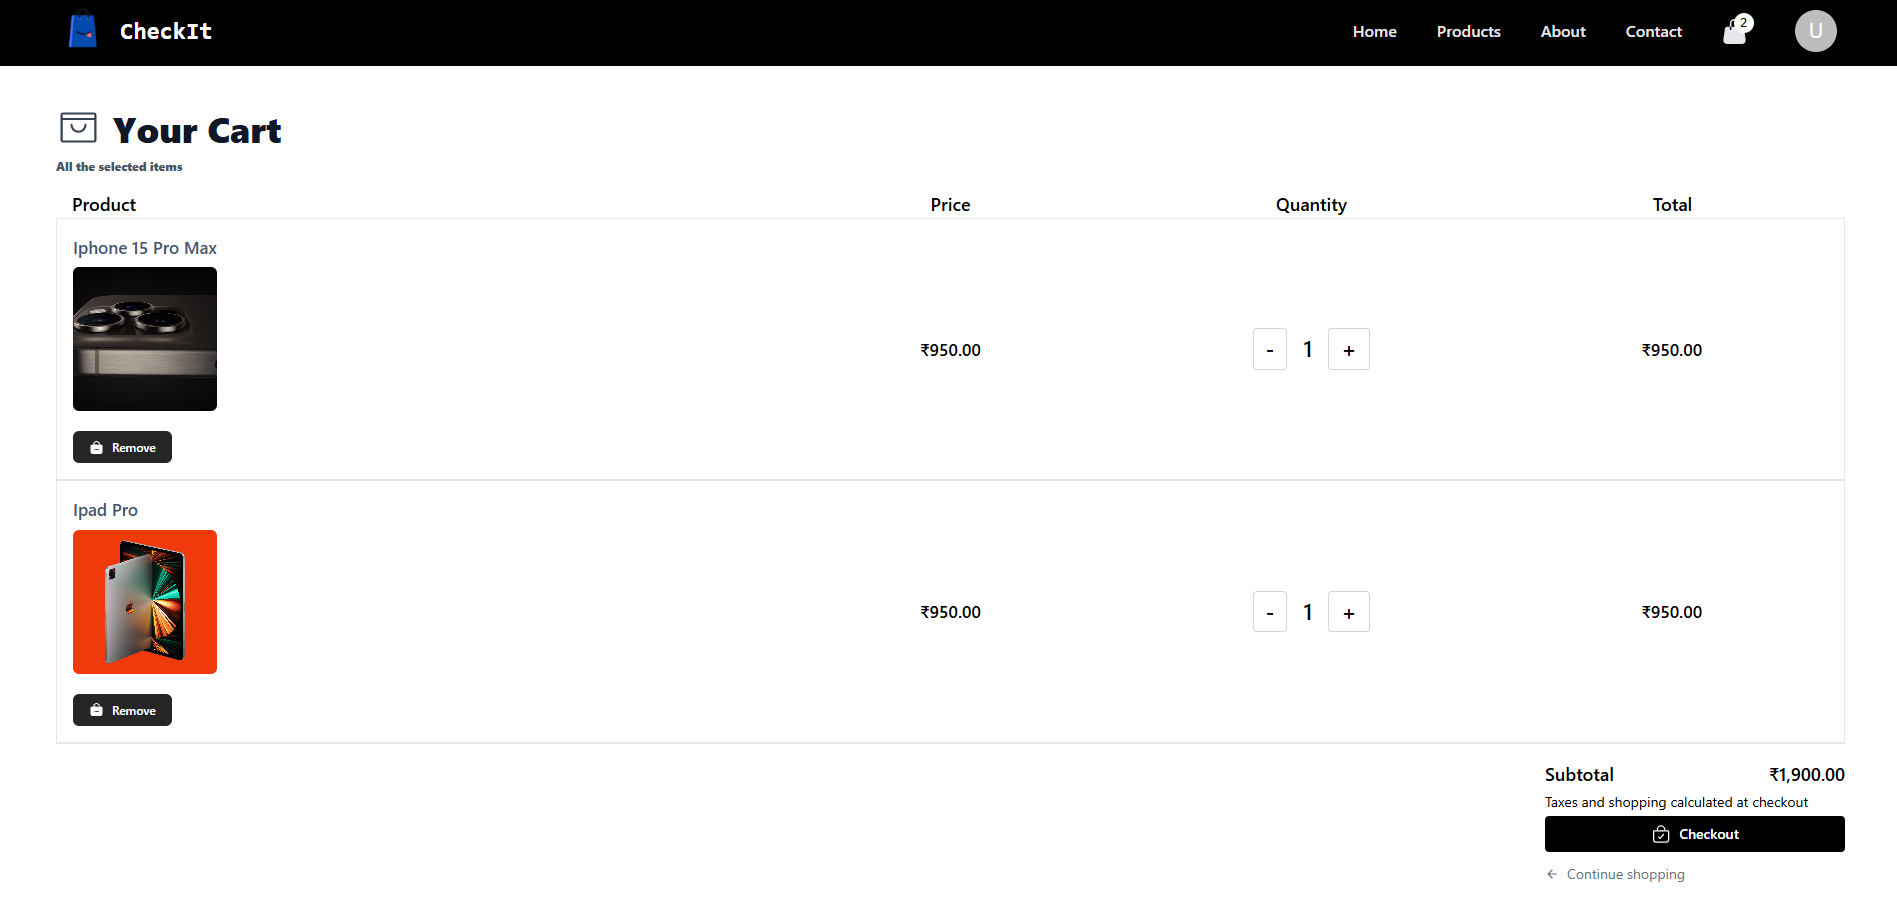 CheckIt
Home Products About Contact 2 U
Your Cart
All the selected items
Product Price Quantity Total
Iphone 15 Pro Max
₹950.00 - 1 + ₹950.00
Remove
Ipad Pro
₹950.00 - 1 + ₹950.00
Remove
Subtotal ₹1,900.00
Taxes and shopping calculated at checkout
Checkout
← Continue shopping